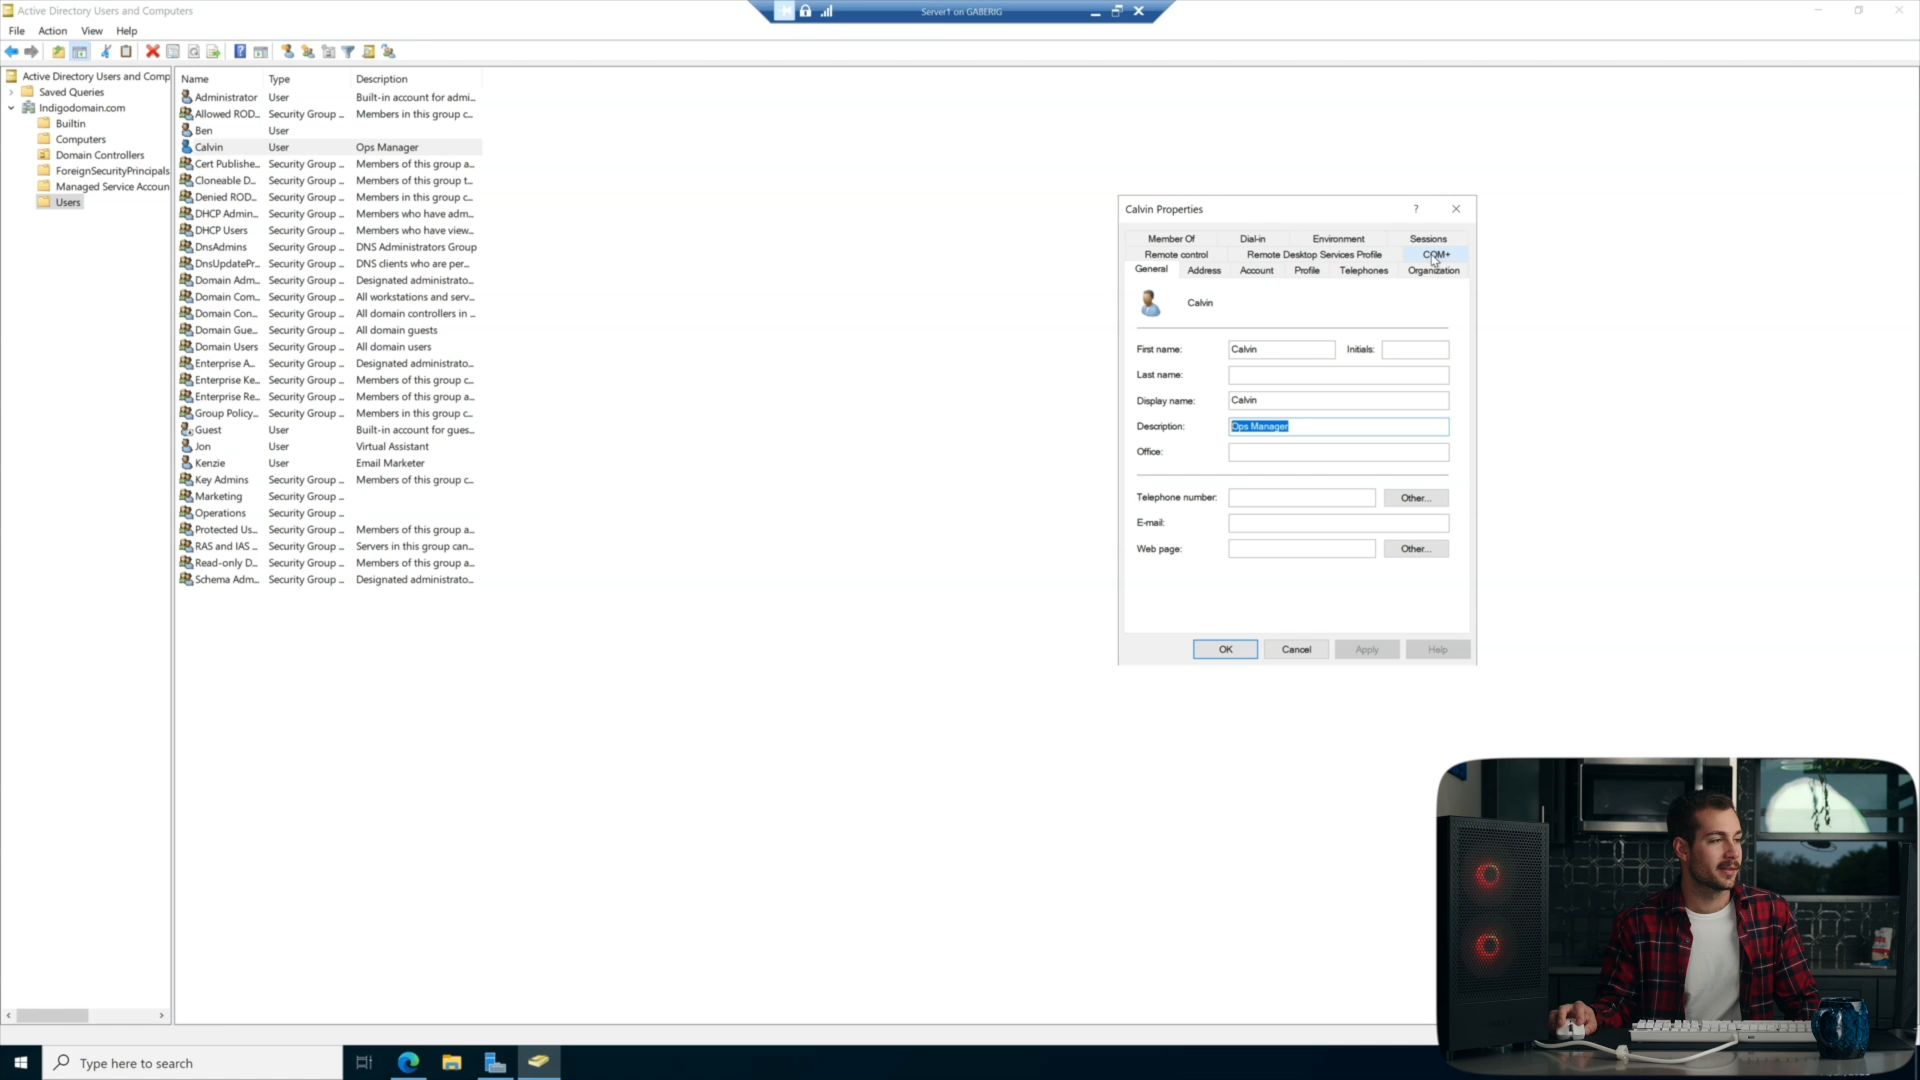 Active Directory Users and Computers
Server1 on GABERIG
File Action View Help
Active Directory Users and Comp
Saved Queries
Indigodomain.com
Builtin
Computers
Domain Controllers
ForeignSecurityPrincipals
Managed Service Accoun
Users
Name Type Description
Administrator User Built-in account for admi...
Allowed ROD... Security Group ... Members in this group c...
Ben User
Calvin User Ops Manager
Cert Publishe... Security Group ... Members of this group a...
Cloneable D... Security Group ... Members of this group t...
Denied ROD... Security Group ... Members in this group c...
DHCP Admin... Security Group ... Members who have adm...
DHCP Users Security Group ... Members who have view...
DnsAdmins Security Group ... DNS Administrators Group
DnsUpdatePr... Security Group ... DNS clients who are per...
Domain Adm... Security Group ... Designated administrato...
Domain Com... Security Group ... All workstations and serv...
Domain Con... Security Group ... All domain controllers in ...
Domain Gue... Security Group ... All domain guests
Domain Users Security Group ... All domain users
Enterprise A... Security Group ... Designated administrato...
Enterprise Ke... Security Group ... Members of this group c...
Enterprise Re... Security Group ... Members of this group a...
Group Policy... Security Group ... Members in this group c...
Guest User Built-in account for gues...
Jon User Virtual Assistant
Kenzie User Email Marketer
Key Admins Security Group ... Members of this group c...
Marketing Security Group ...
Operations Security Group ...
Protected Us... Security Group ... Members of this group a...
RAS and IAS ... Security Group ... Servers in this group can...
Read-only D... Security Group ... Members of this group a...
Schema Adm... Security Group ... Designated administrato...
Calvin Properties
Member Of Dial-in Environment Sessions
Remote control Remote Desktop Services Profile COM+
General Address Account Profile Telephones Organization
Calvin
First name: Calvin Initials:
Last name:
Display name: Calvin
Description: Ops Manager
Office:
Telephone number: Other...
E-mail:
Web page: Other...
OK Cancel Apply Help
Type here to search